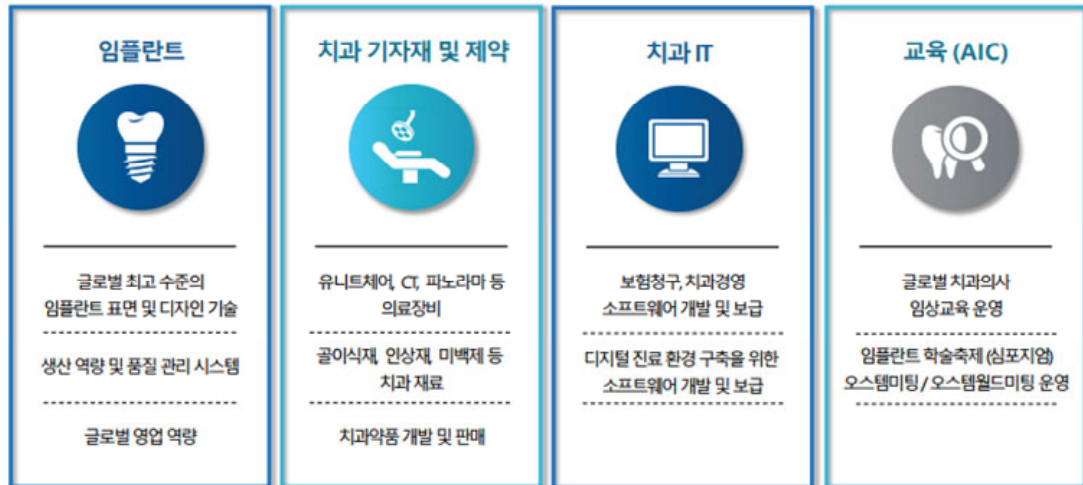 임플란트
글로벌 최고 수준의
임플란트 표면 및 디자인 기술
생산 역량 및 품질 관리 시스템
글로벌 영업 역량
치과 기자재 및 제약
유니트체어, CT, 파노라마 등
의료장비
골이식재, 인상재, 미백제 등
치과 재료
치과약품 개발 및 판매
치과 IT
보험청구, 치과경영
소프트웨어 개발 및 보급
디지털 진료 환경 구축을 위한
소프트웨어 개발 및 보급
교육 (AIC)
글로벌 치과의사
임상교육 운영
임플란트 학술축제 (심포지엄)
오스템미팅 / 오스템월드미팅 운영